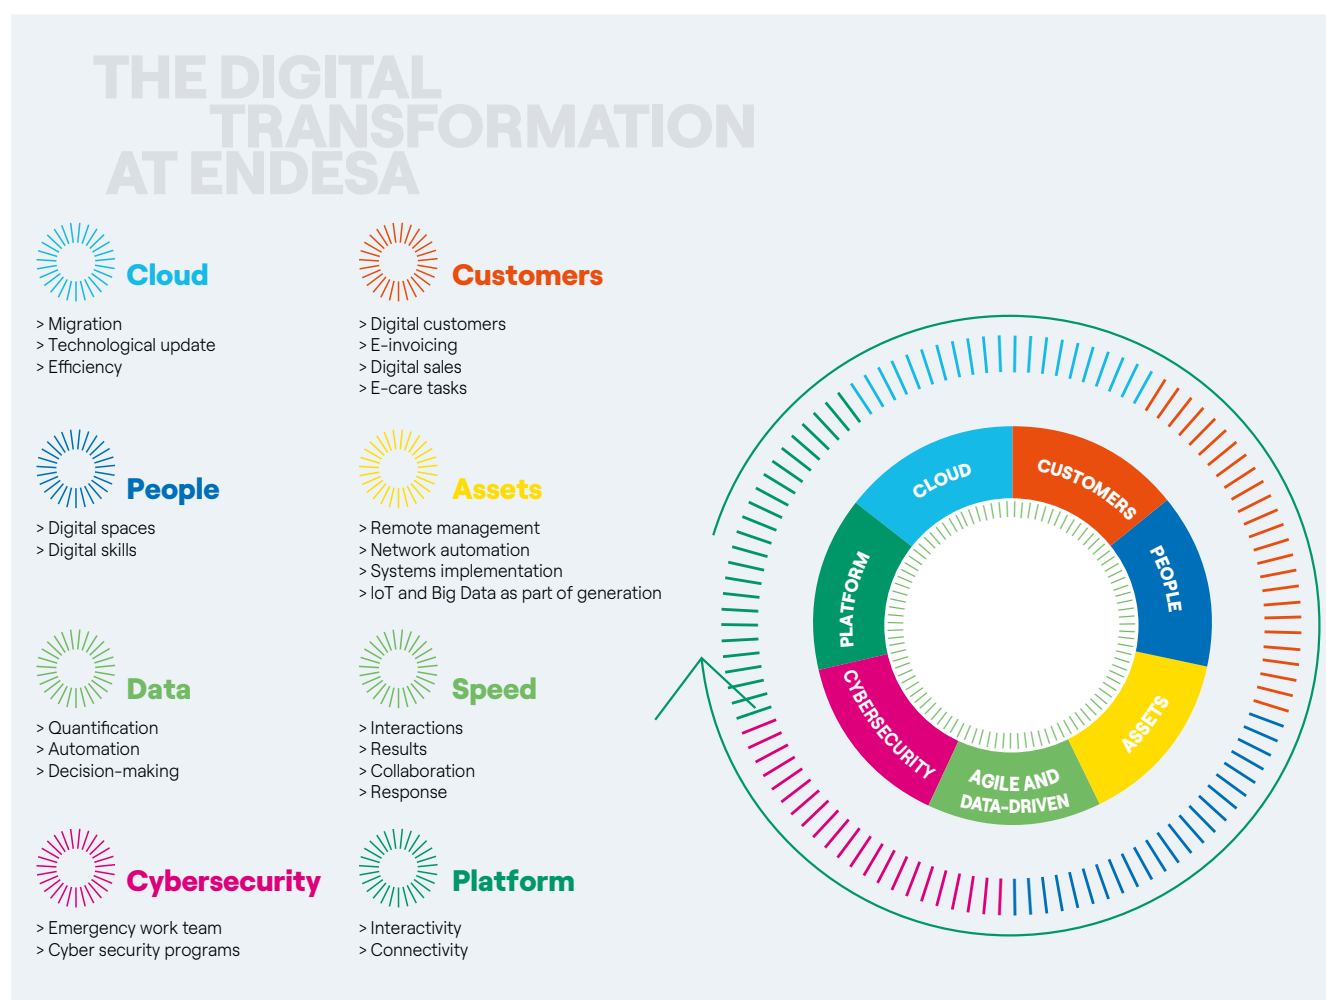 THE DIGITAL
TRANSFORMATION
AT ENDESA
Cloud
> Migration
> Technological update
> Efficiency
Customers
> Digital customers
> E-invoicing
> Digital sales
> E-care tasks
People
> Digital spaces
> Digital skills
Assets
> Remote management
> Network automation
> Systems implementation
> IoT and Big Data as part of generation
Data
> Quantification
> Automation
> Decision-making
Speed
> Interactions
> Results
> Collaboration
> Response
Cybersecurity
> Emergency work team
> Cyber security programs
Platform
> Interactivity
> Connectivity
CLOUD
CUSTOMERS
PEOPLE
ASSETS
AGILE AND
DATA-DRIVEN
CYBERSECURITY
PLATFORM